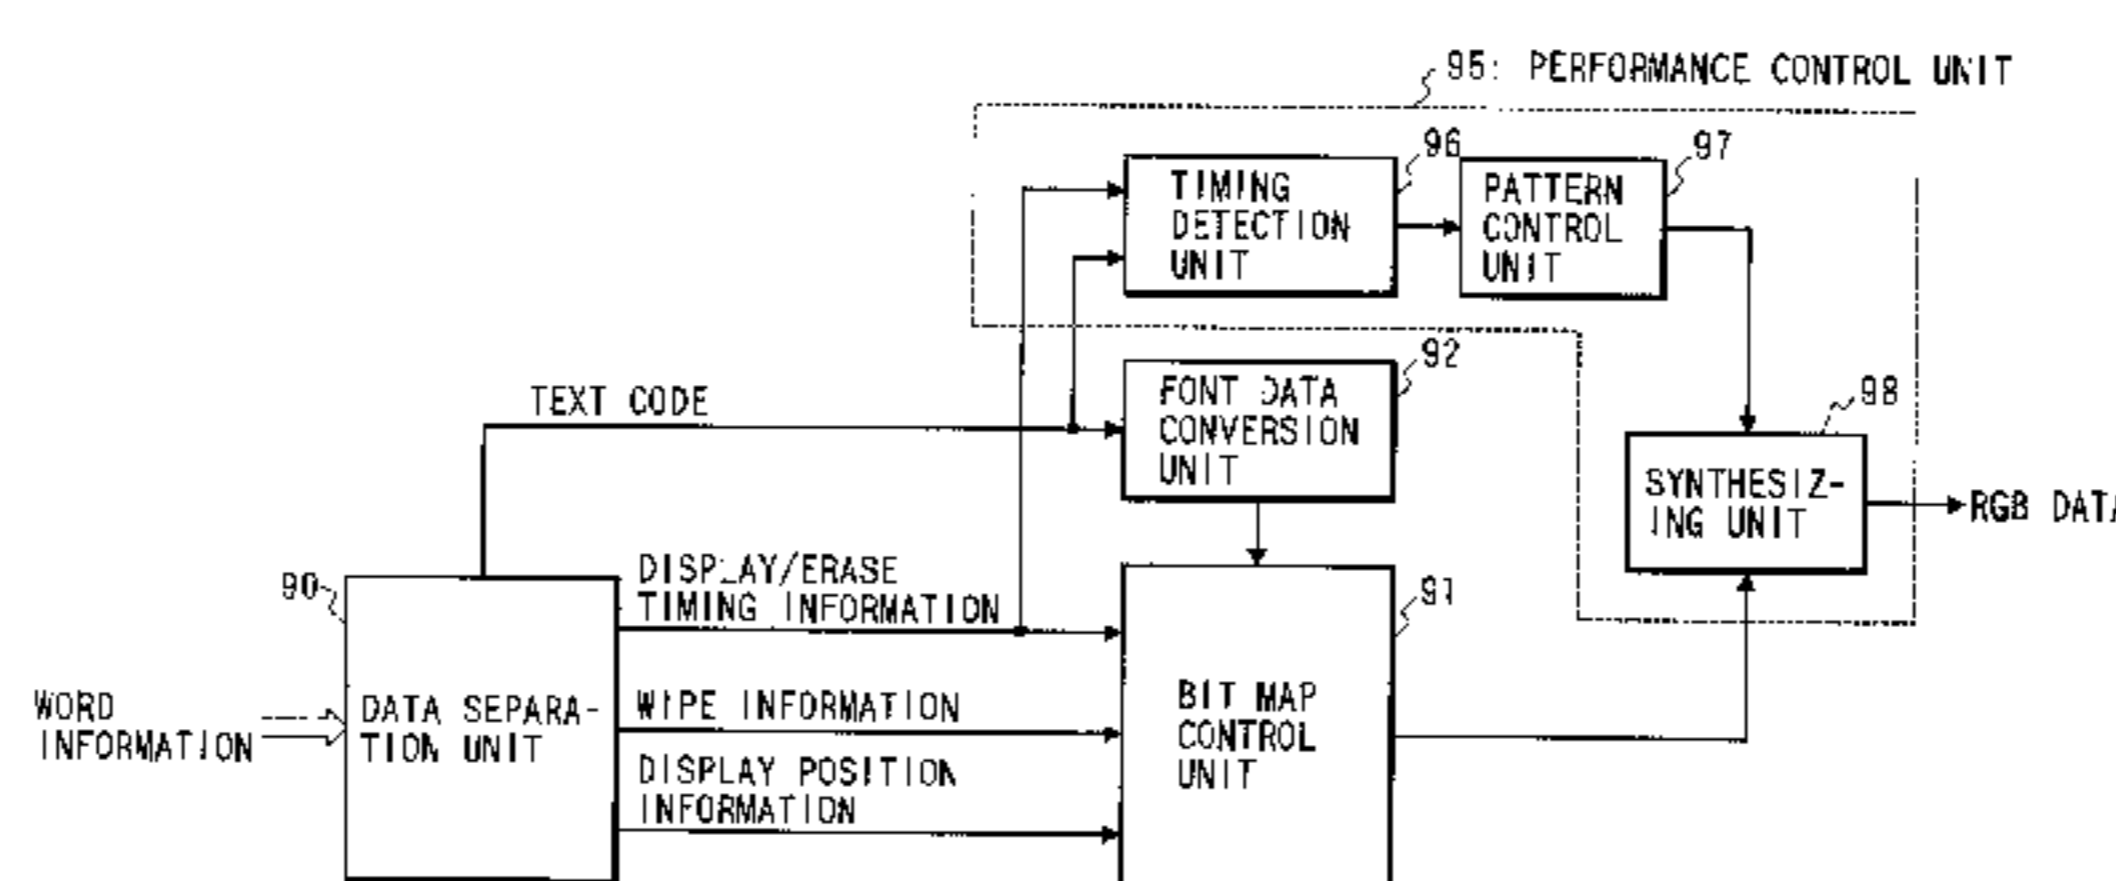 95: PERFORMANCE CONTROL UNIT
96
97
TIMING
DETECTION
UNIT
PATTERN
CONTROL
UNIT
92
FONT DATA
CONVERSION
UNIT
TEXT CODE
98
SYNTHESIZ-
ING UNIT
RGB DATA
90
DISPLAY/ERASE
TIMING INFORMATION
91
WORD
INFORMATION
DATA SEPARA-
TION UNIT
WIPE INFORMATION
BIT MAP
CONTROL
UNIT
DISPLAY POSITION
INFORMATION